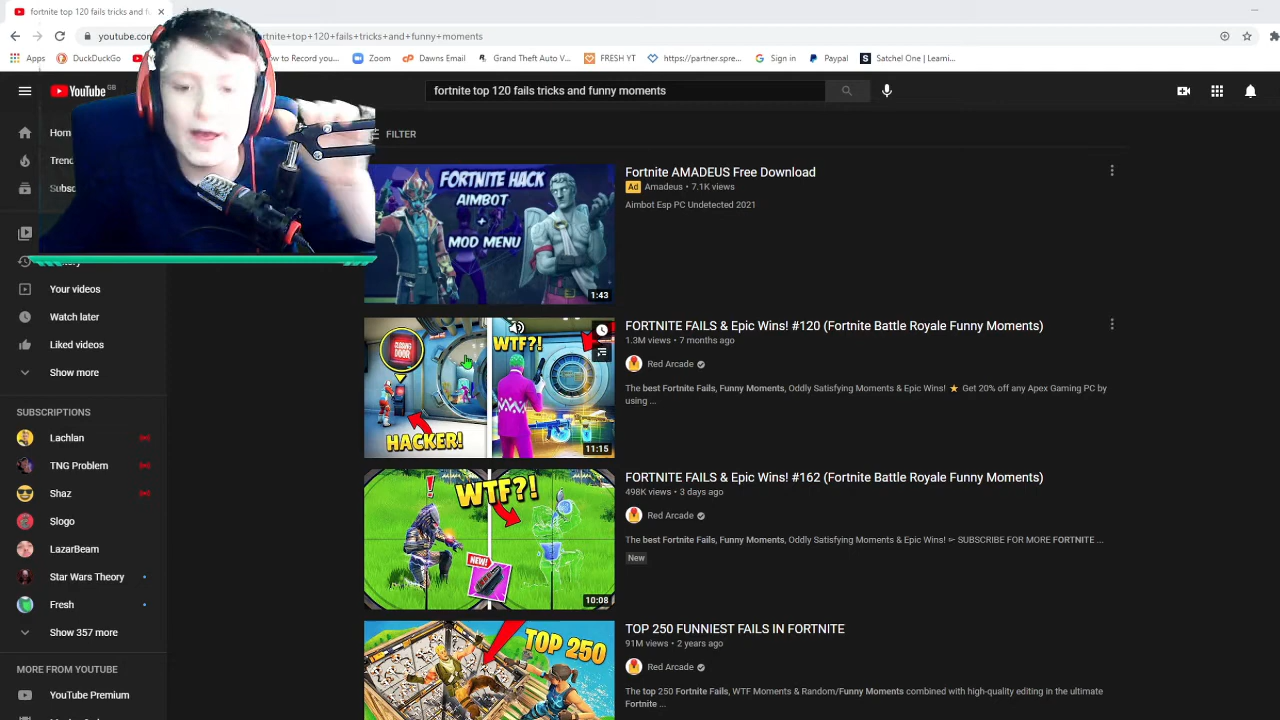 fortnite top 120 fails tricks and fu
youtube.com
rtnite+top+120+fails+tricks+and+funny+moments
Apps
DuckDuckGo
How to Record you...
Zoom
Dawns Email
Grand Theft Auto V...
FRESH YT
https://partner.spre...
Sign in
Paypal
Satchel One | Learni...
YouTube GB
fortnite top 120 fails tricks and funny moments
FILTER
Hom
Trend
Subsc
Your videos
Watch later
Liked videos
Show more
SUBSCRIPTIONS
Lachlan
TNG Problem
Shaz
Slogo
LazarBeam
Star Wars Theory
Fresh
Show 357 more
MORE FROM YOUTUBE
YouTube Premium
FORTNITE HACK
AIMBOT
+
MOD MENU
1:43
Fortnite AMADEUS Free Download
Ad Amadeus • 7.1K views
Aimbot Esp PC Undetected 2021
WTF?!
HACKER!
11:15
FORTNITE FAILS & Epic Wins! #120 (Fortnite Battle Royale Funny Moments)
1.3M views • 7 months ago
Red Arcade
The best Fortnite Fails, Funny Moments, Oddly Satisfying Moments & Epic Wins! ⭐ Get 20% off any Apex Gaming PC by
using ...
WTF?!
NEW!
10:08
FORTNITE FAILS & Epic Wins! #162 (Fortnite Battle Royale Funny Moments)
498K views • 3 days ago
Red Arcade
The best Fortnite Fails, Funny Moments, Oddly Satisfying Moments & Epic Wins! ➳ SUBSCRIBE FOR MORE FORTNITE ...
New
TOP 250
TOP 250 FUNNIEST FAILS IN FORTNITE
91M views • 2 years ago
Red Arcade
The top 250 Fortnite Fails, WTF Moments & Random/Funny Moments combined with high-quality editing in the ultimate
Fortnite ...